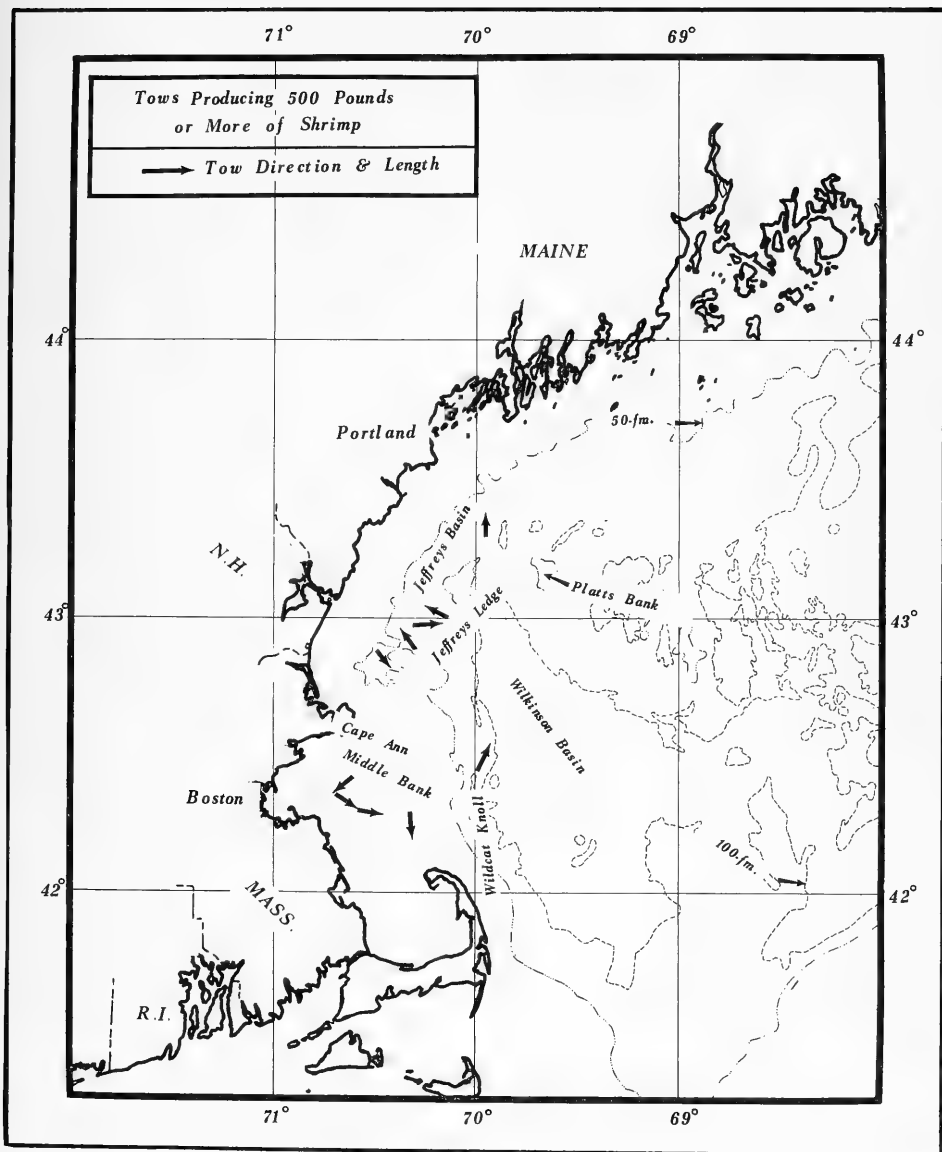 71° 70° 69°
Tows Producing 500 Pounds
or More of Shrimp
Tow Direction & Length
MAINE
44° 44°
50-fm.
Portland
Jeffreys Basin
N.H.
Platts Bank
43° 43°
Jeffreys Ledge
Wilkinson Basin
Cape Ann
Middle Bank
Boston
Wildcat Knoll
100-fm.
42° 42°
MASS.
R.I.
71° 70° 69°